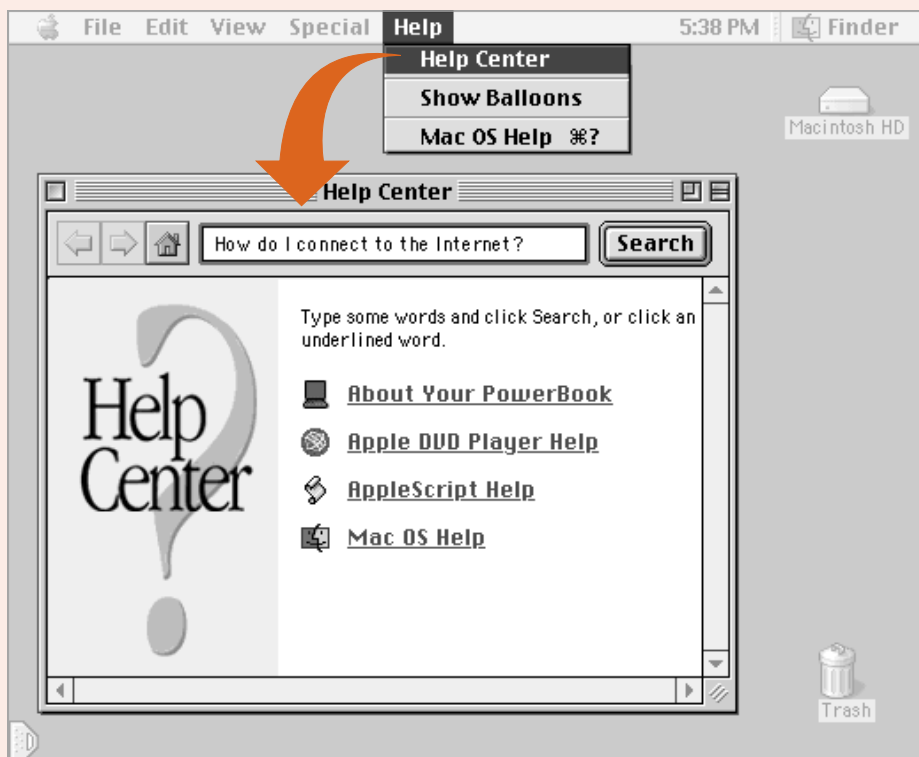 File Edit View Special Help 5:38 PM Finder
Help Center
Show Balloons
Mac OS Help ⌘?
Macintosh HD
Help Center
How do I connect to the Internet?
Search
Type some words and click Search, or click an
underlined word.
Help
Center
About Your PowerBook
Apple DVD Player Help
AppleScript Help
Mac OS Help
Trash